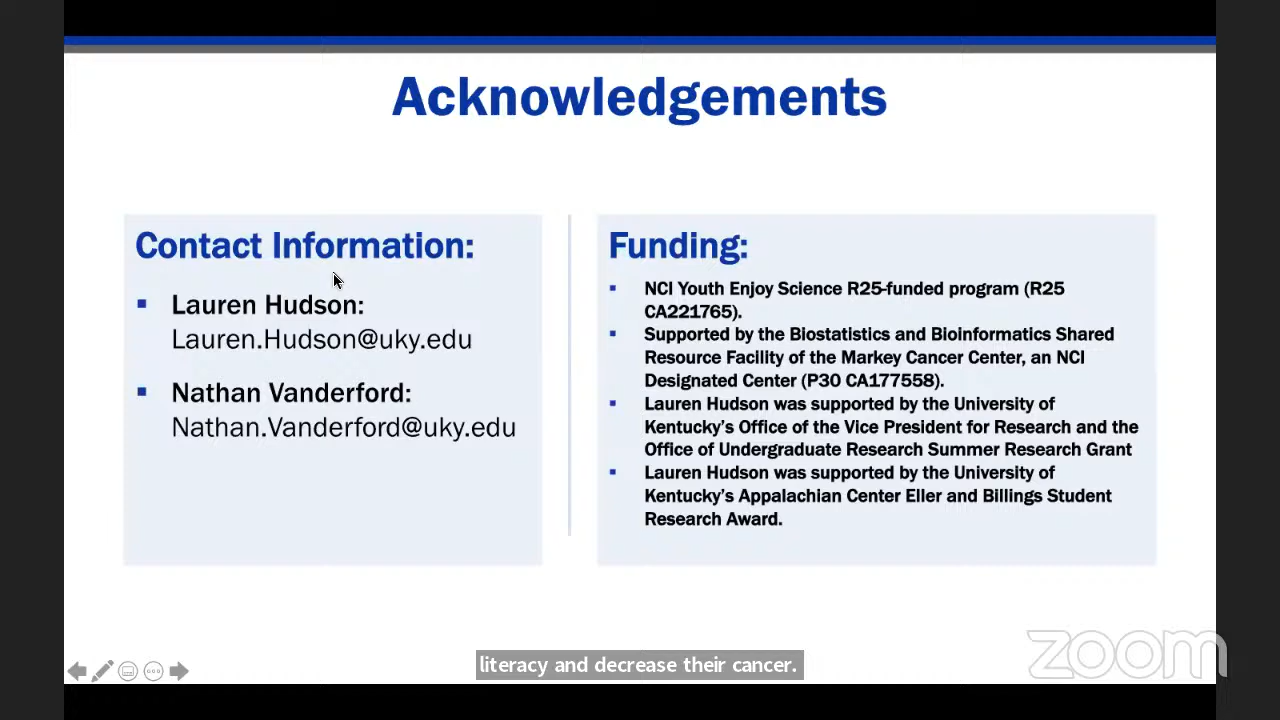 Acknowledgements
Contact Information:
Lauren Hudson:
Lauren.Hudson@uky.edu
Nathan Vanderford:
Nathan.Vanderford@uky.edu
Funding:
NCI Youth Enjoy Science R25-funded program (R25
CA221765).
Supported by the Biostatistics and Bioinformatics Shared
Resource Facility of the Markey Cancer Center, an NCI
Designated Center (P30 CA177558).
Lauren Hudson was supported by the University of
Kentucky’s Office of the Vice President for Research and the
Office of Undergraduate Research Summer Research Grant
Lauren Hudson was supported by the University of
Kentucky’s Appalachian Center Eller and Billings Student
Research Award.
literacy and decrease their cancer.
zoom